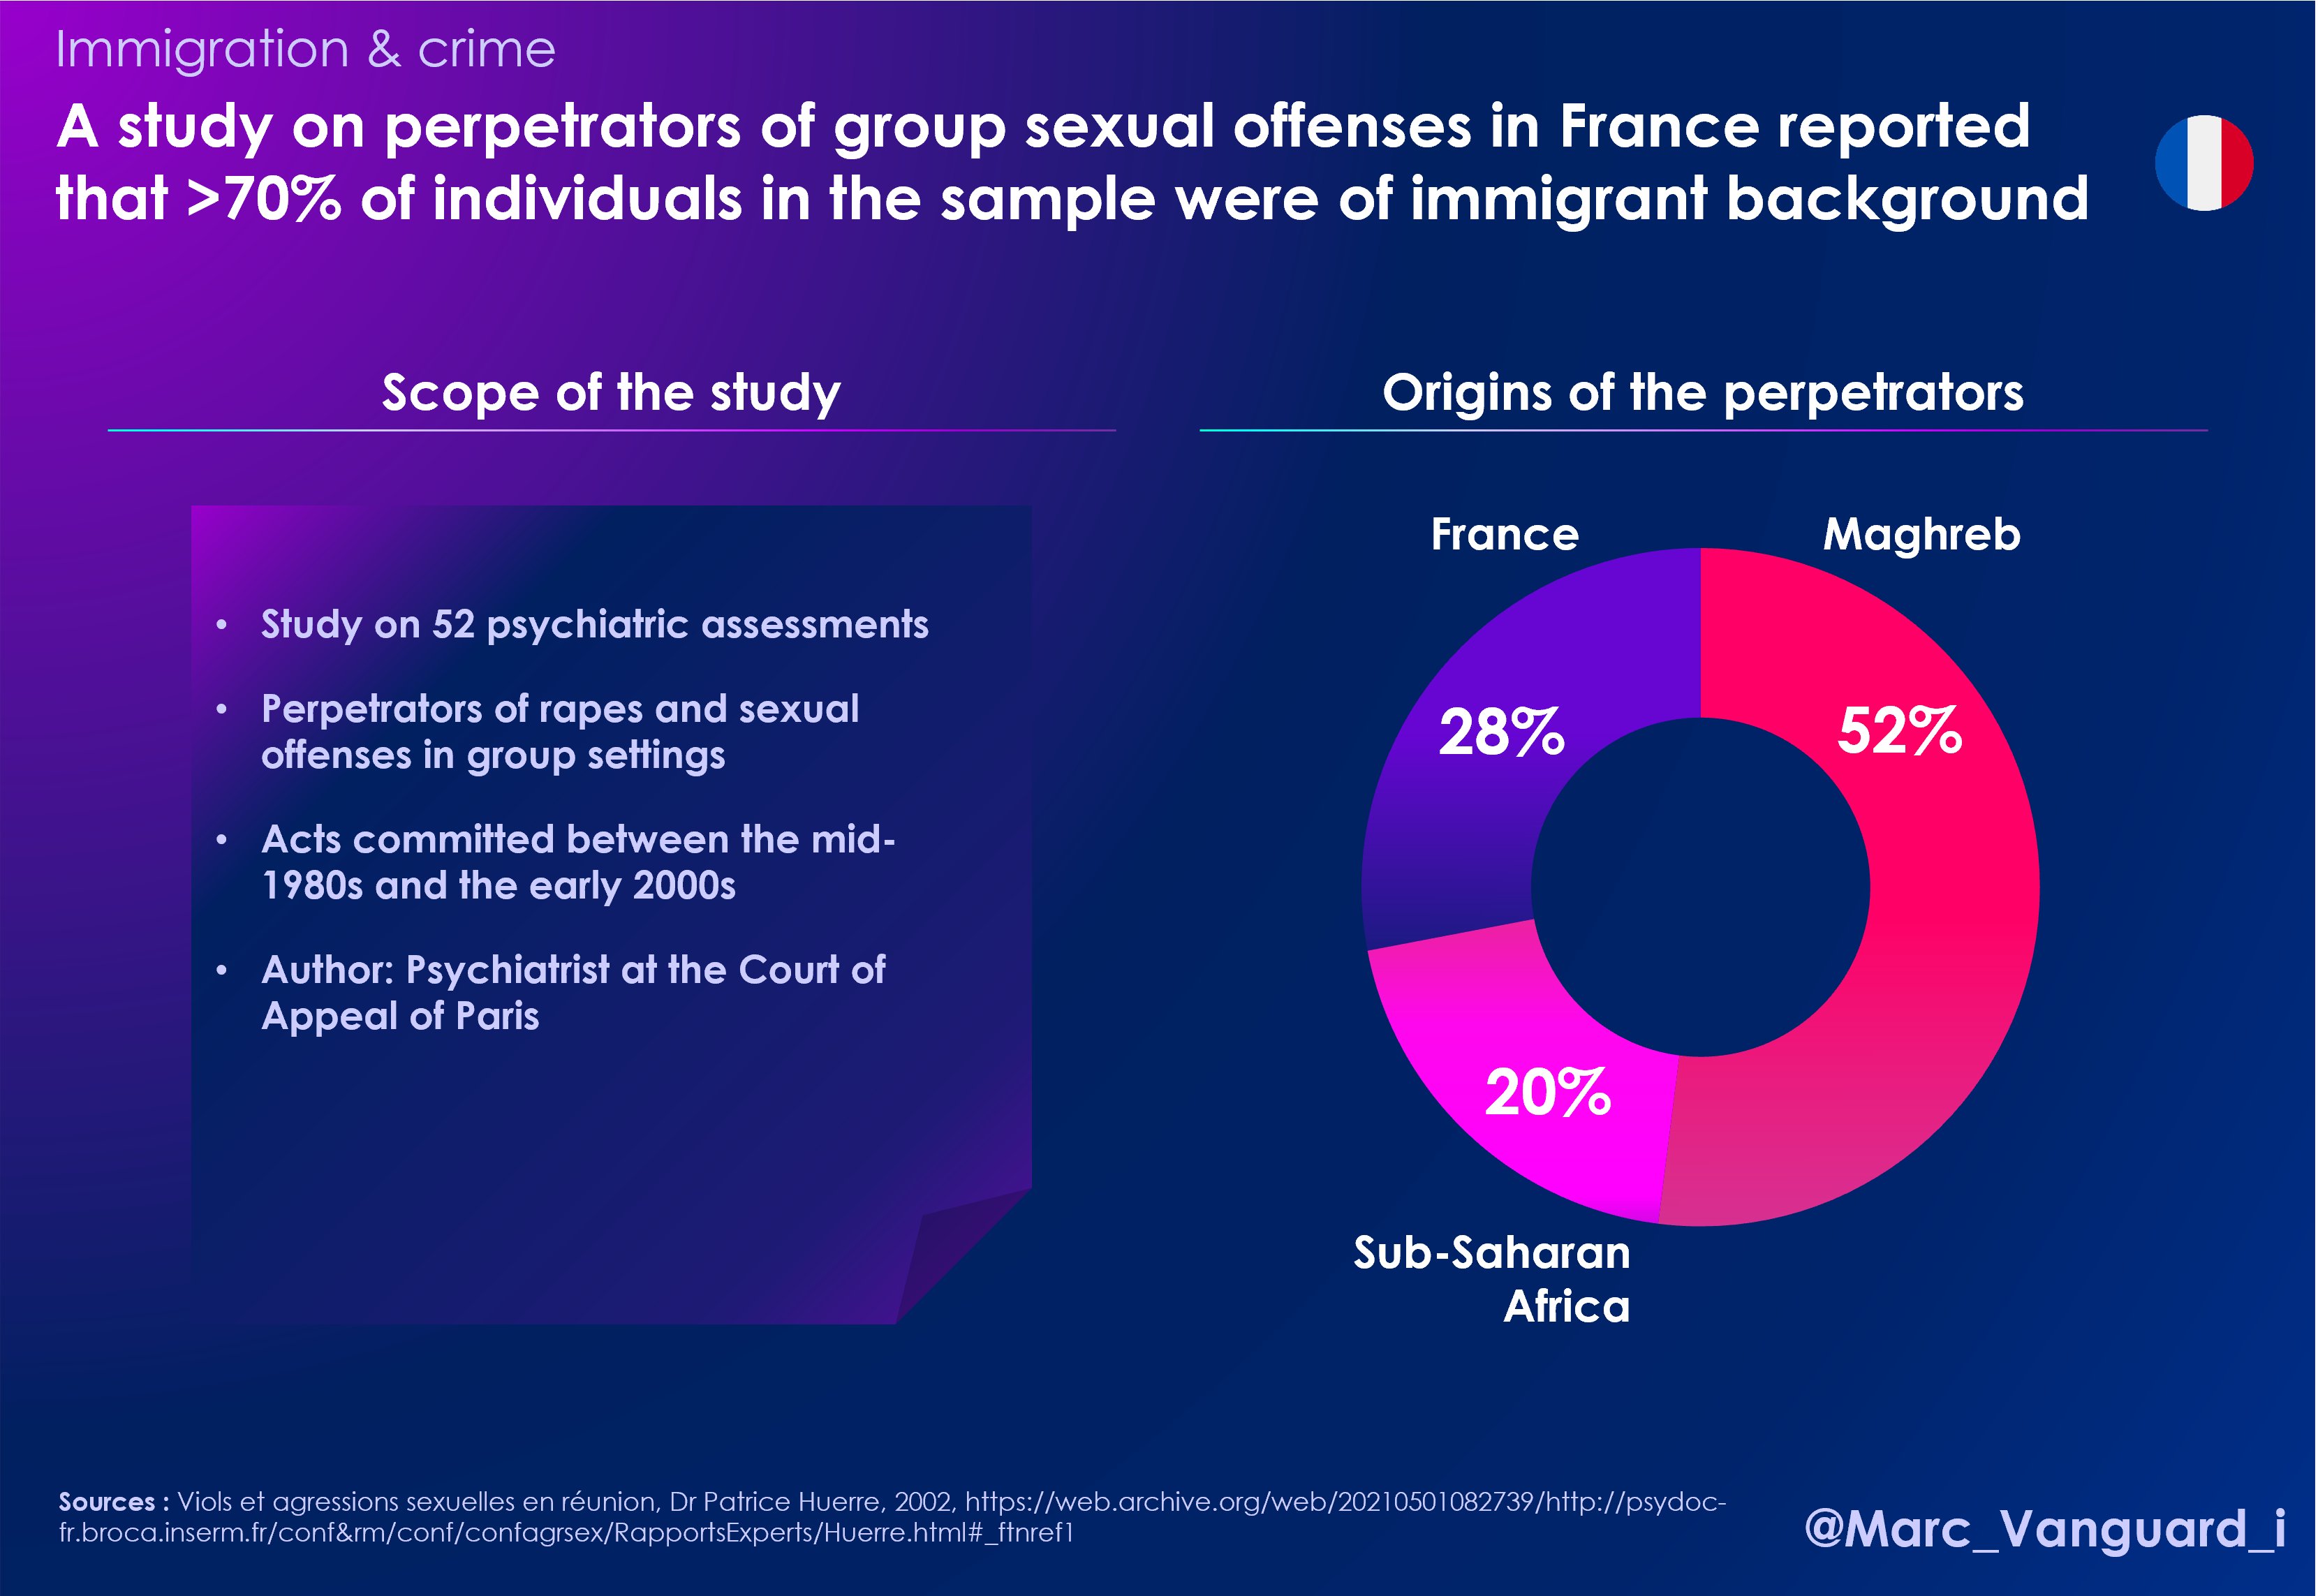 Immigration & crime
A study on perpetrators of group sexual offenses in France reported
that >70% of individuals in the sample were of immigrant background
Scope of the study
• Study on 52 psychiatric assessments
• Perpetrators of rapes and sexual
offenses in group settings
• Acts committed between the mid-
1980s and the early 2000s
• Author: Psychiatrist at the Court of
Appeal of Paris
Origins of the perpetrators
France
Maghreb
28%
52%
20%
Sub-Saharan
Africa
Sources : Viols et agressions sexuelles en réunion, Dr Patrice Huerre, 2002, https://web.archive.org/web/20210501082739/http://psydoc-
fr.broca.inserm.fr/conf&rm/conf/confagrsex/RapportsExperts/Huerre.html#_ftnref1
@Marc_Vanguard_i